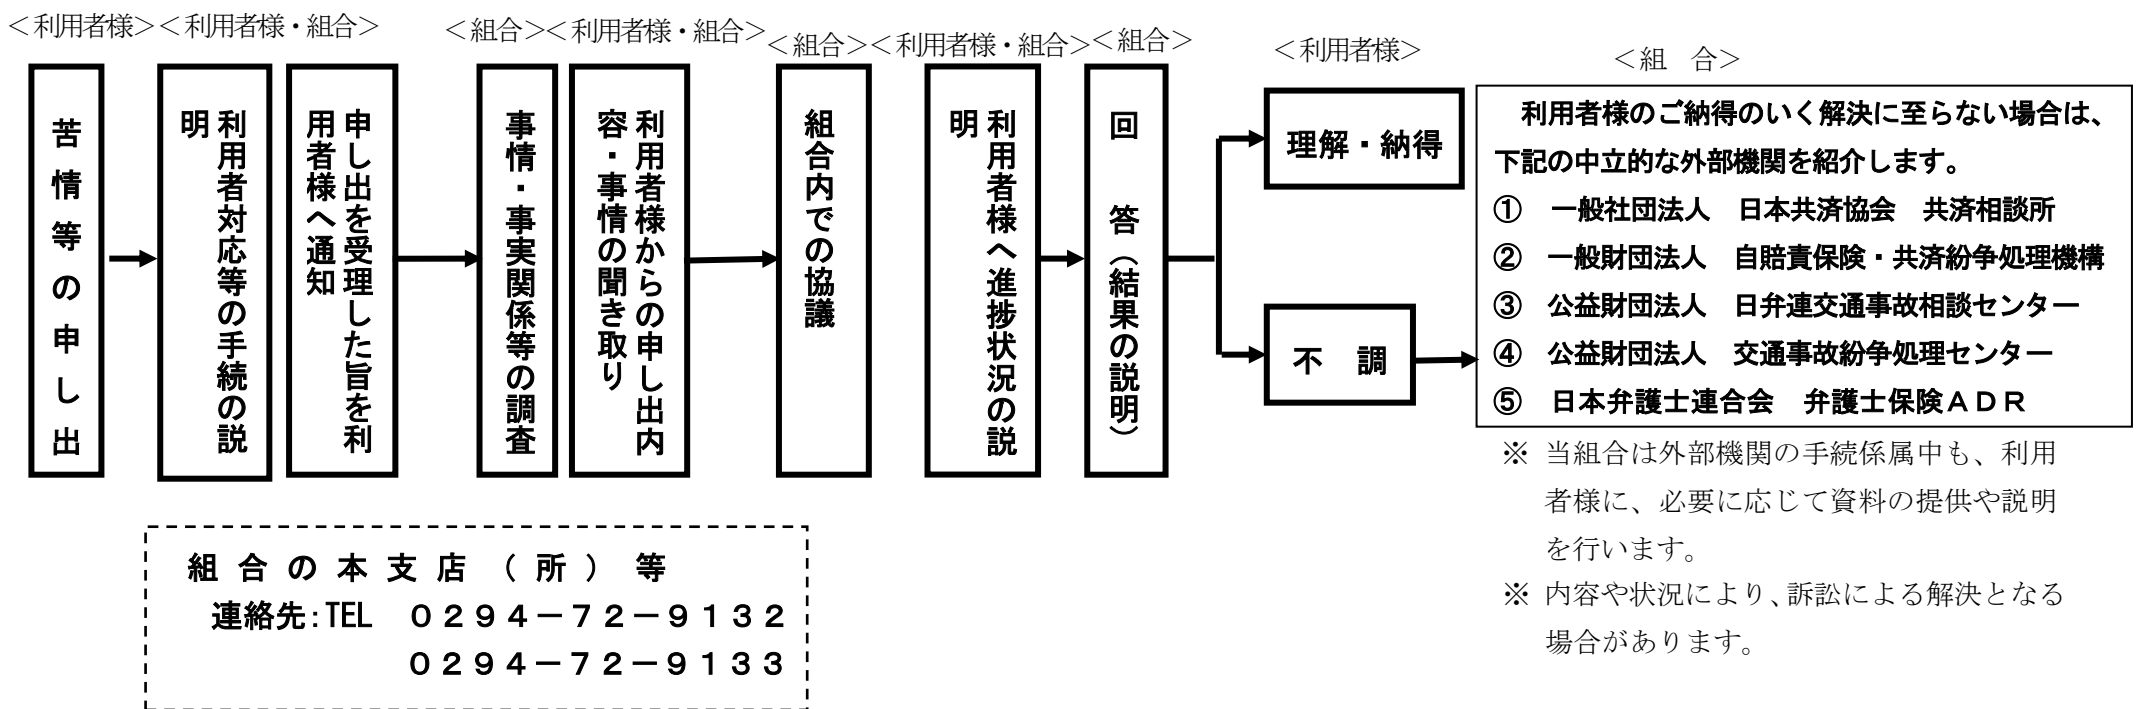 ＜利用者様＞
＜利用者様・組合＞
＜組合＞
＜利用者様・組合＞
＜組合＞
＜利用者様・組合＞
＜組合＞
＜利用者様＞
＜組　合＞
苦情等の申し出
利用者対応等の手続の説
明
申し出を受理した旨を利
用者様へ通知
事情・事実関係等の調査
利用者様からの申し出内
容・事情の聞き取り
組合内での協議
利用者様へ進捗状況の説
明
回　答（結果の説明）
理解・納得
不　調
利用者様のご納得のいく解決に至らない場合は、
下記の中立的な外部機関を紹介します。
①　一般社団法人　日本共済協会　共済相談所
②　一般財団法人　自賠責保険・共済紛争処理機構
③　公益財団法人　日弁連交通事故相談センター
④　公益財団法人　交通事故紛争処理センター
⑤　日本弁護士連合会　弁護士保険ＡＤＲ
※ 当組合は外部機関の手続係属中も、利用
者様に、必要に応じて資料の提供や説明
を行います。
※ 内容や状況により、訴訟による解決となる
場合があります。
組合の本支店（所）等
連絡先：TEL　０２９４－７２－９１３２
０２９４－７２－９１３３